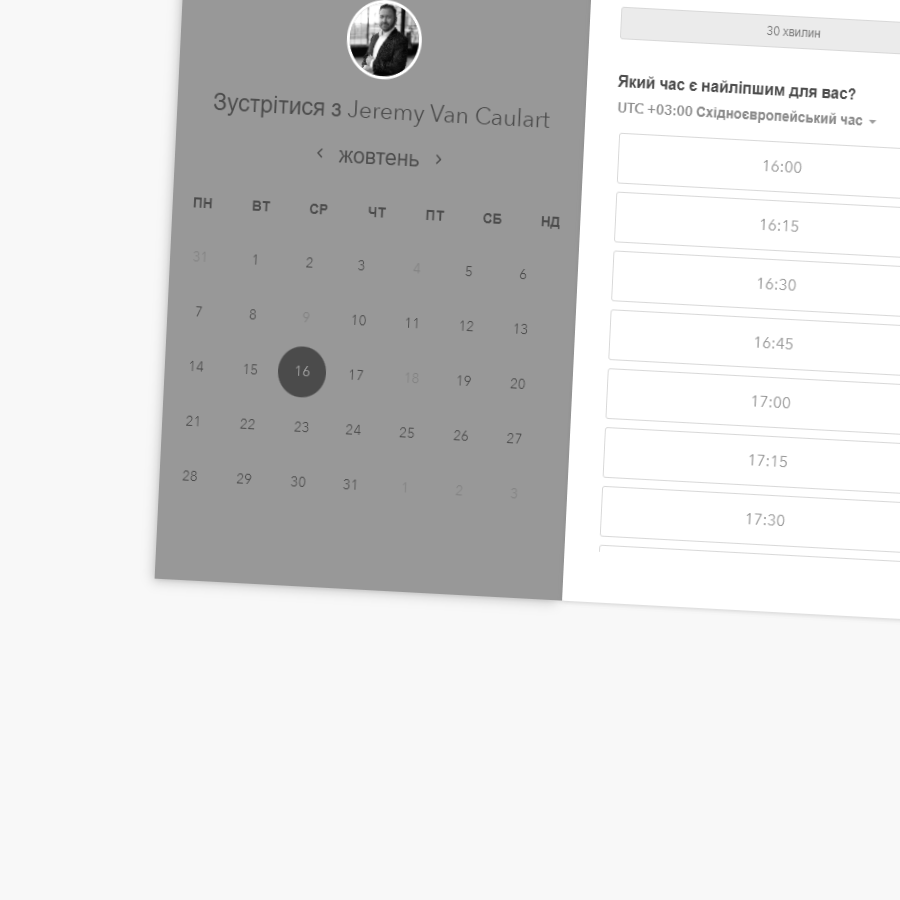 Зустрітися з Jeremy Van Caulart
жовтень
ПН ВТ СР ЧТ ПТ СБ НД
31 1 2 3 4 5 6
7 8 9 10 11 12 13
14 15 16 17 18 19 20
21 22 23 24 25 26 27
28 29 30 31 1 2 3
30 хвилин
Який час є найліпшим для вас?
UTC +03:00 Східноєвропейський час
16:00
16:15
16:30
16:45
17:00
17:15
17:30